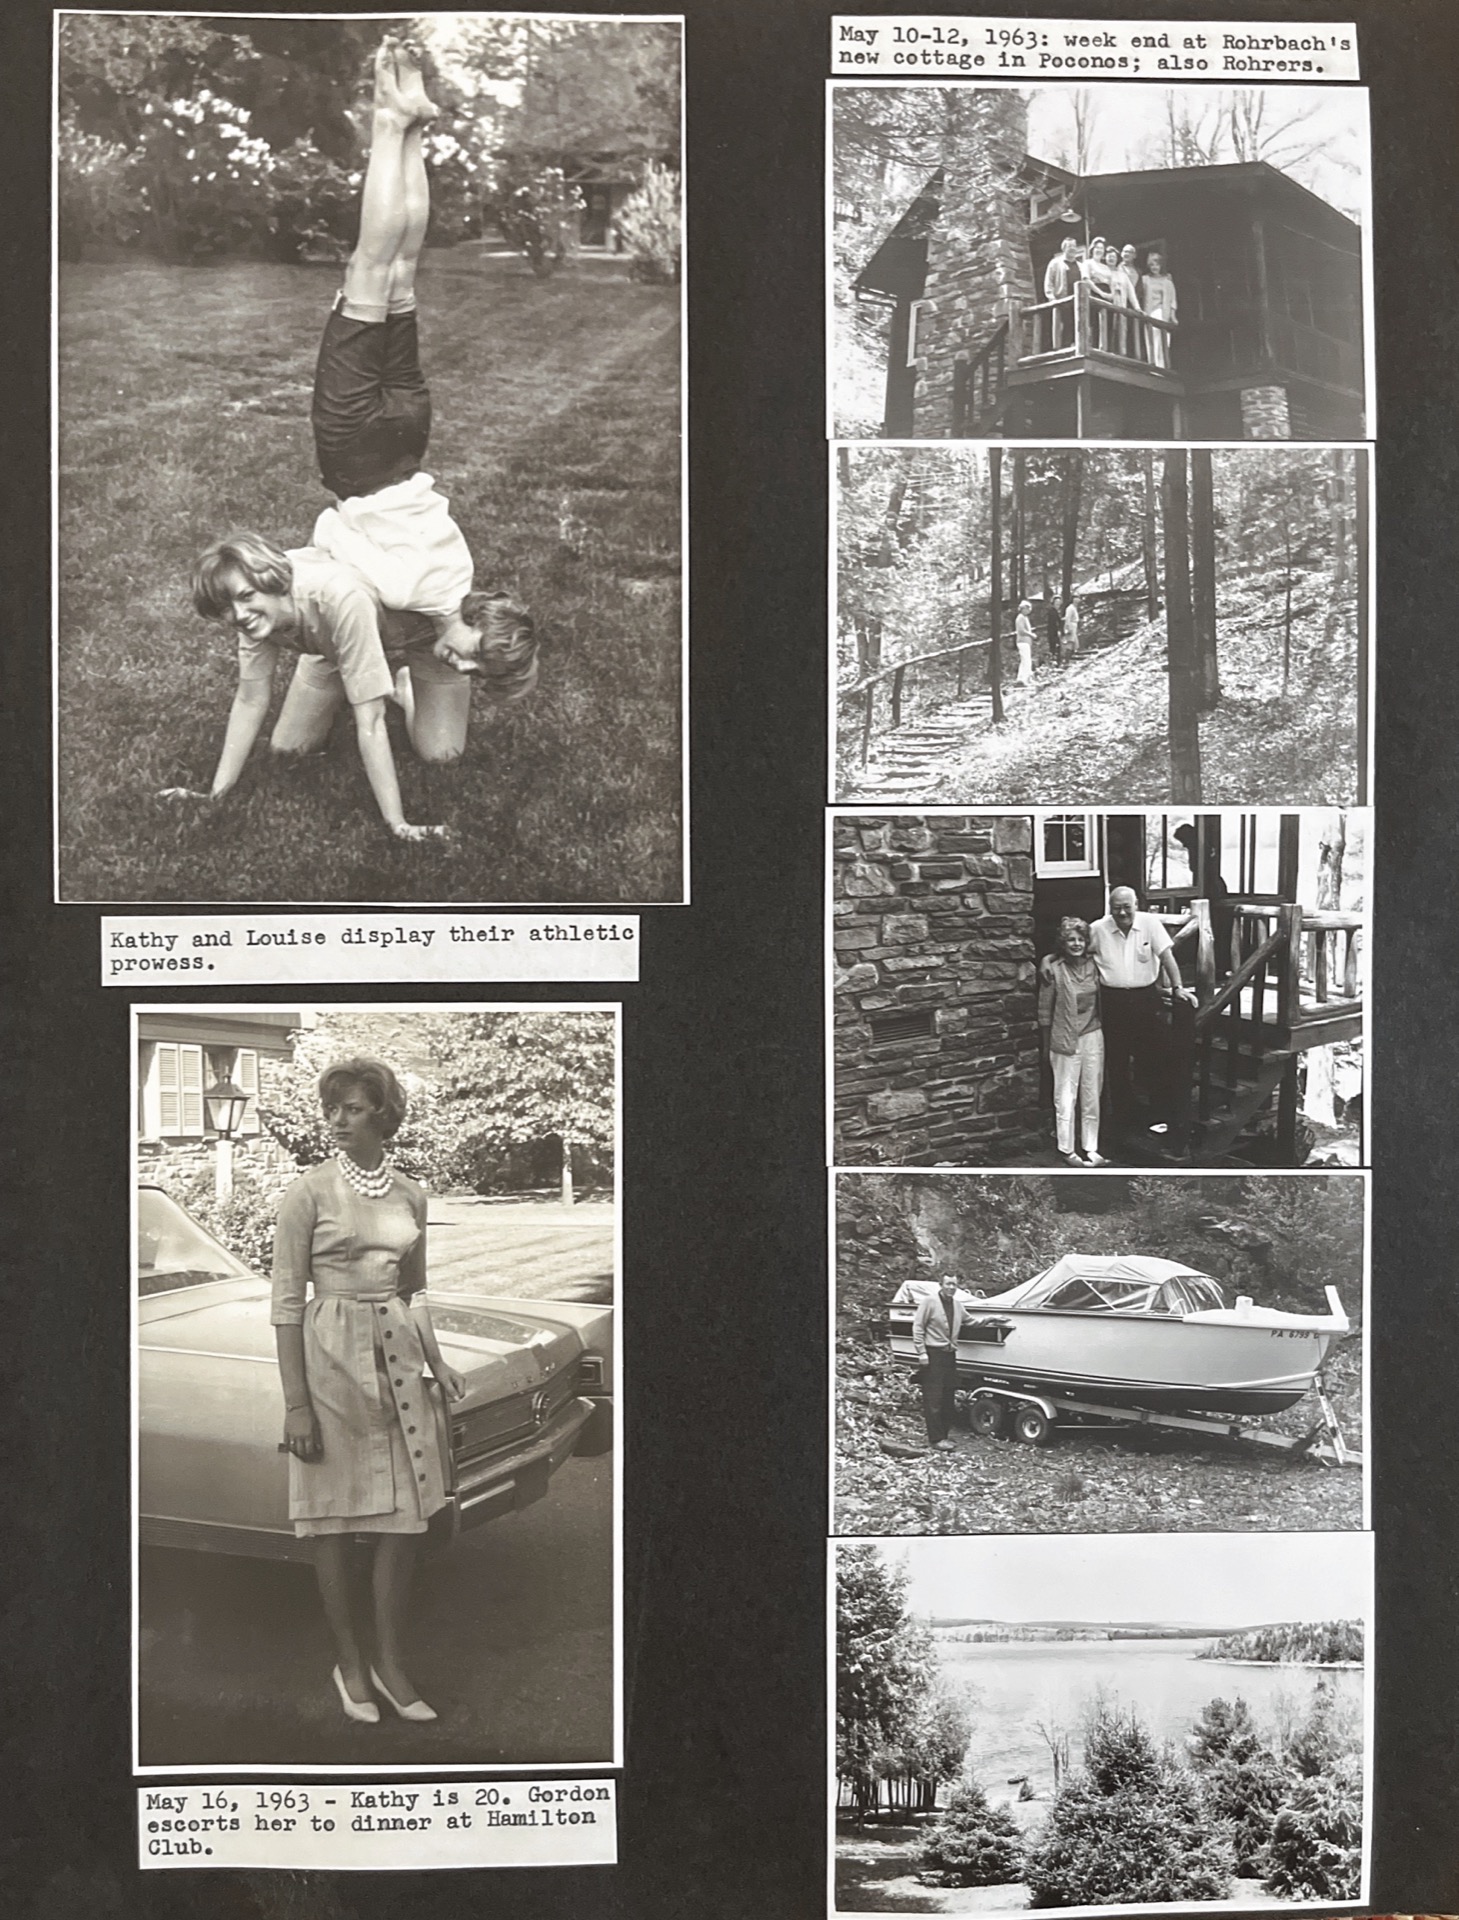 Kathy and Louise display their athletic
prowess.
May 16, 1963 - Kathy is 20. Gordon
escorts her to dinner at Hamilton
Club.
May 10-12, 1963: week end at Rohrbach's
new cottage in Poconos; also Rohrers.